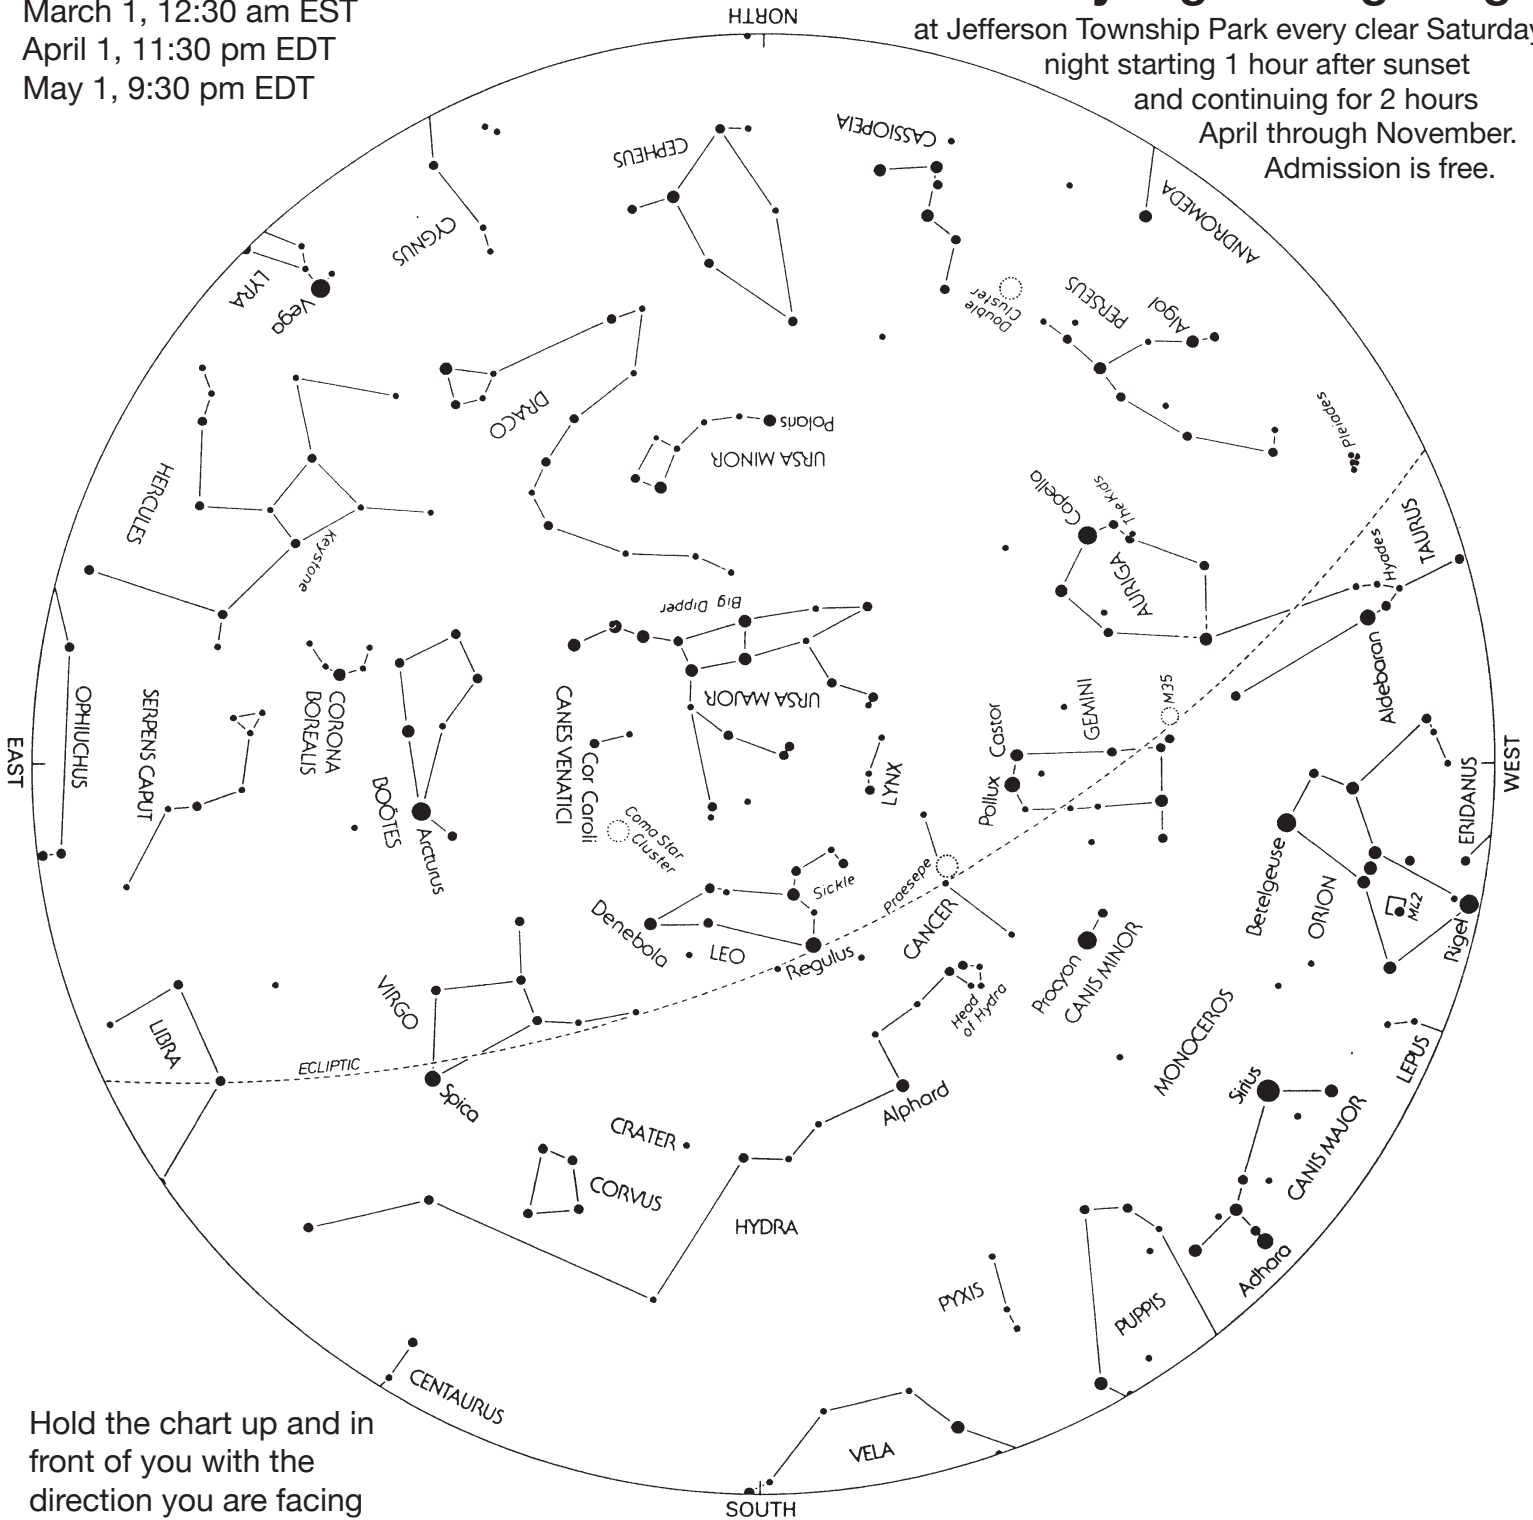 March 1, 12:30 am EST
April 1, 11:30 pm EDT
May 1, 9:30 pm EDT
at Jefferson Township Park every clear Saturday
night starting 1 hour after sunset
and continuing for 2 hours
April through November.
Admission is free.
NORTH
CASSIOPEIA
CEPHEUS
ANDROMEDA
CYGNUS
LYRA
Vega
Double
Cluster
PERSEUS
Algol
DRACO
Polaris
URSA MINOR
Pleiades
HERCULES
Keystone
Capella
The Kids
AURIGA
TAURUS
Hyades
Aldebaran
Big Dipper
URSA MAJOR
EAST
OPHIUCHUS
SERPENS CAPUT
CORONA
BOREALIS
BOÖTES
Arcturus
CANES VENATICI
Cor Caroli
Coma Star
Cluster
LYNX
Castor
Pollux
GEMINI
M35
WEST
ERIDANUS
Betelgeuse
ORION
M42
Rigel
Sickle
Denebola
LEO
Regulus
Praesepe
CANCER
Procyon
CANIS MINOR
Head
of Hydra
MONOCEROS
LEPUS
VIRGO
LIBRA
ECLIPTIC
Spica
Alphard
Sirius
CANIS MAJOR
CRATER
CORVUS
HYDRA
Adhara
PYXIS
PUPPIS
CENTAURUS
VELA
SOUTH
Hold the chart up and in
front of you with the
direction you are facing